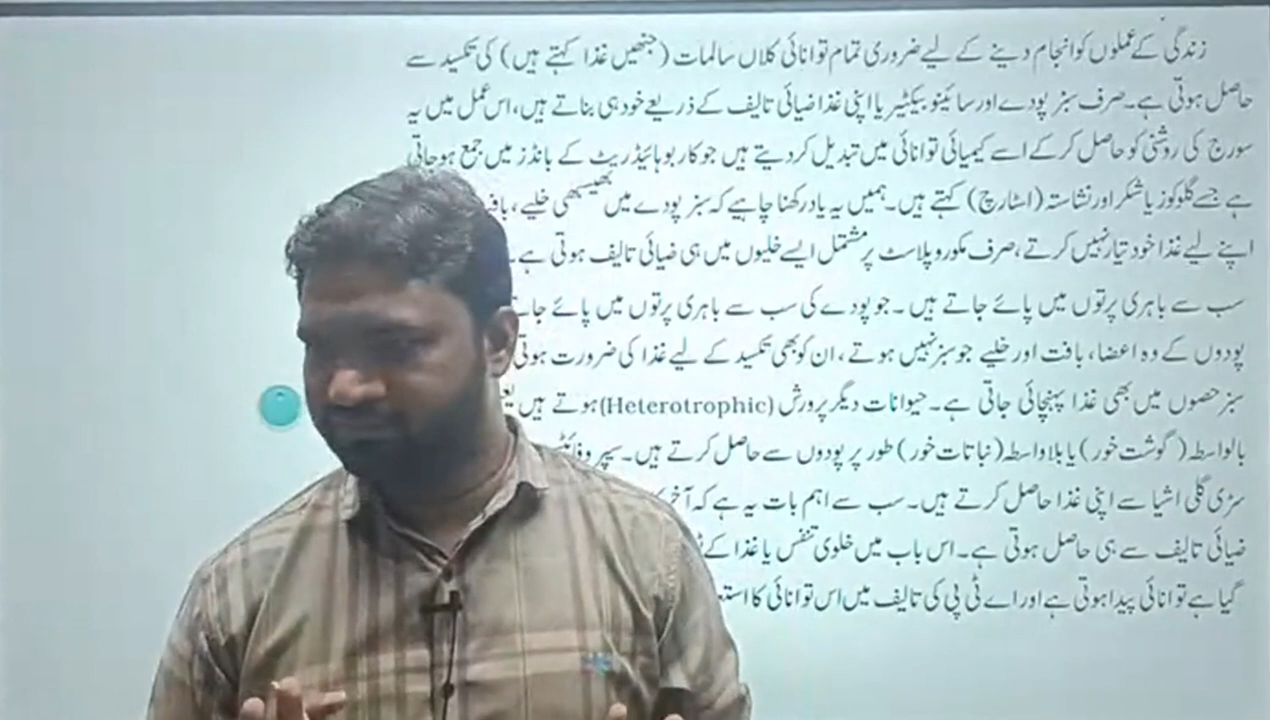 زندگی کے عملوں کو انجام دینے کے لیے ضروری تمام توانائی کلاں سالمات (جنھیں غذا کہتے ہیں) کی تکسید سے
حاصل ہوتی ہے۔ صرف سبز پودے اور سائینو بیکٹیریا اپنی غذا ضیائی تالیف کے ذریعے خود ہی بناتے ہیں، اس عمل میں یہ
سورج کی روشنی کو حاصل کرکے اسے کیمیائی توانائی میں تبدیل کردیتے ہیں جو کاربوہائیڈریٹ کے بانڈز میں جمع ہوجاتی
ہے جسے گلوکوز یا شکر اور نشاستہ (اسٹارچ) کہتے ہیں۔ ہمیں یہ یاد رکھنا چاہیے کہ سبز پودے میں بھی سبھی خلیے،
اپنے لیے غذا خود تیار نہیں کرتے، صرف کلوروپلاسٹ پر مشتمل ایسے خلیوں میں ہی ضیائی تالیف ہوتی ہے۔
سب سے باہری پرتوں میں پائے جاتے ہیں۔ جو پودے کی سب سے باہری پرتوں میں پائے
پودوں کے وہ اعضا، بافت اور خلیے جو سبز نہیں ہوتے، ان کو بھی تکسید کے لیے غذا کی ضرورت ہوتی
سبز حصوں میں بھی غذا پہنچائی جاتی ہے۔ حیوانات دیگر پرورش (Heterotrophic) ہوتے ہیں
بالواسطہ (گوشت خور) یا بلاواسطہ (نباتات خور) طور پر پودوں سے حاصل کرتے ہیں۔
سڑی گلی اشیا سے اپنی غذا حاصل کرتے ہیں۔ سب سے اہم بات یہ ہے کہ
ضیائی تالیف سے ہی حاصل ہوتی ہے۔ اس باب میں خلوی تنفس یا غذا کے
گیا ہے توانائی پیدا ہوتی ہے اور اے ٹی پی کی تالیف میں اس توانائی کا